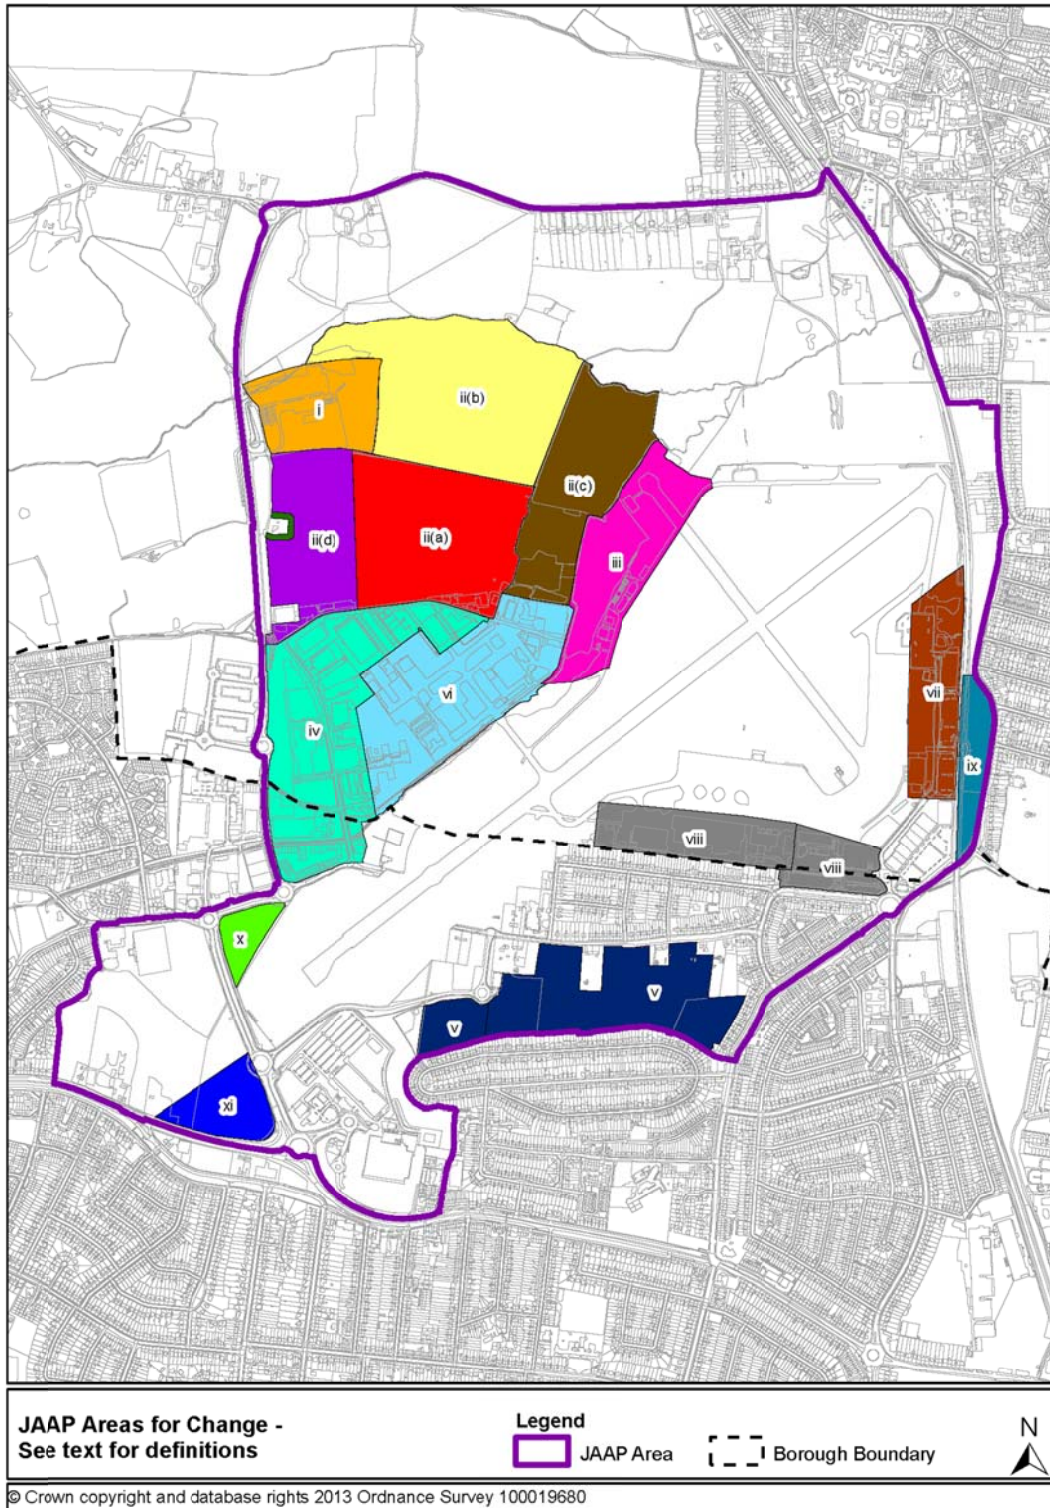 i
ii(b)
ii(c)
ii(d)
ii(a)
iii
vi
iv
vii
ix
viii
viii
x
v
v
xi
JAAP Areas for Change -
See text for definitions
Legend
JAAP Area
Borough Boundary
N
© Crown copyright and database rights 2013 Ordnance Survey 100019680